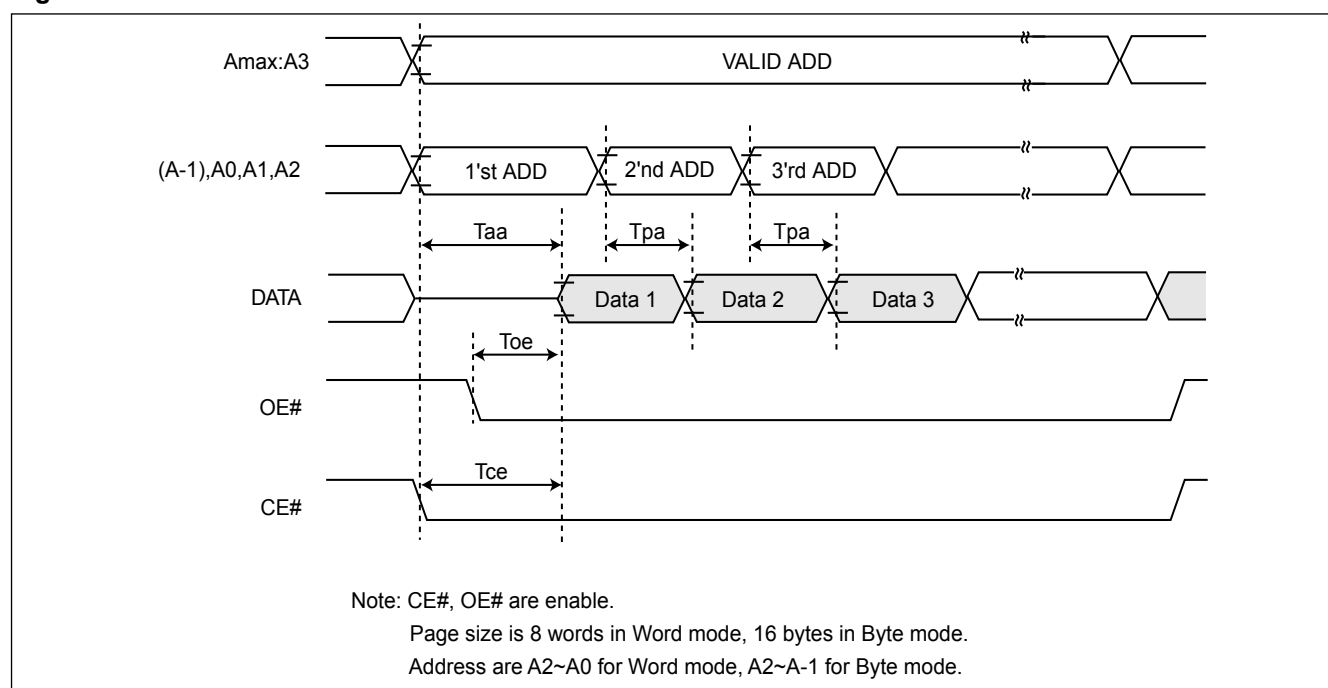 Amax:A3
VALID ADD
(A-1),A0,A1,A2
1'st ADD
2'nd ADD
3'rd ADD
Taa
Tpa
Tpa
DATA
Data 1
Data 2
Data 3
Toe
OE#
Tce
CE#
Note: CE#, OE# are enable.
Page size is 8 words in Word mode, 16 bytes in Byte mode.
Address are A2~A0 for Word mode, A2~A-1 for Byte mode.